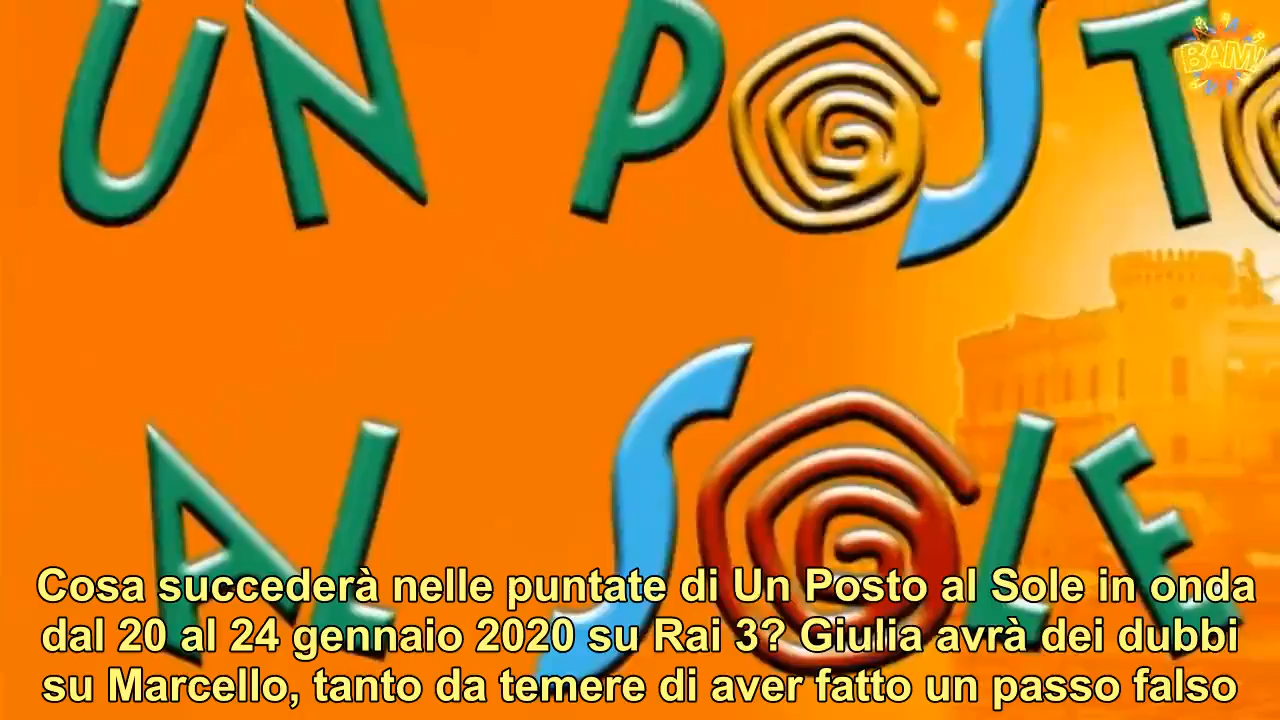 BAM!
UN POSTO
AL SOLE
Cosa succederà nelle puntate di Un Posto al Sole in onda
dal 20 al 24 gennaio 2020 su Rai 3? Giulia avrà dei dubbi
su Marcello, tanto da temere di aver fatto un passo falso